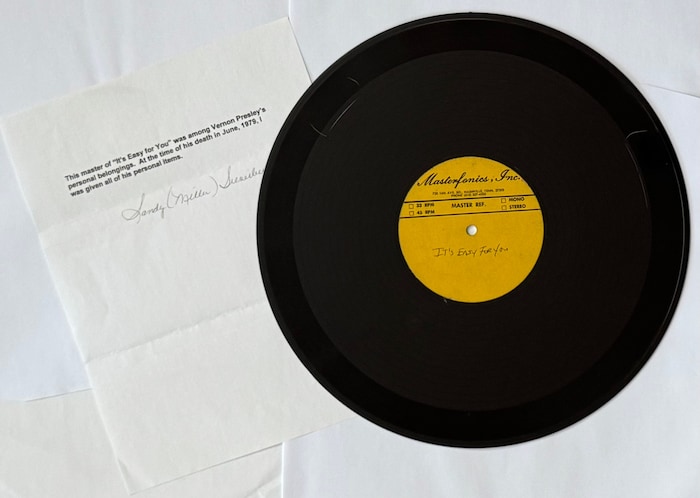 This master of "It's Easy for You" was among Vernon Presley's
personal belongings. At the time of his death in June, 1979, I
was given all of his personal items.
Sandy (Miller)
Masterfonics, Inc.
MONO
33 RPM MASTER REF. STEREO
45 RPM
IT'S EASY FOR YOU